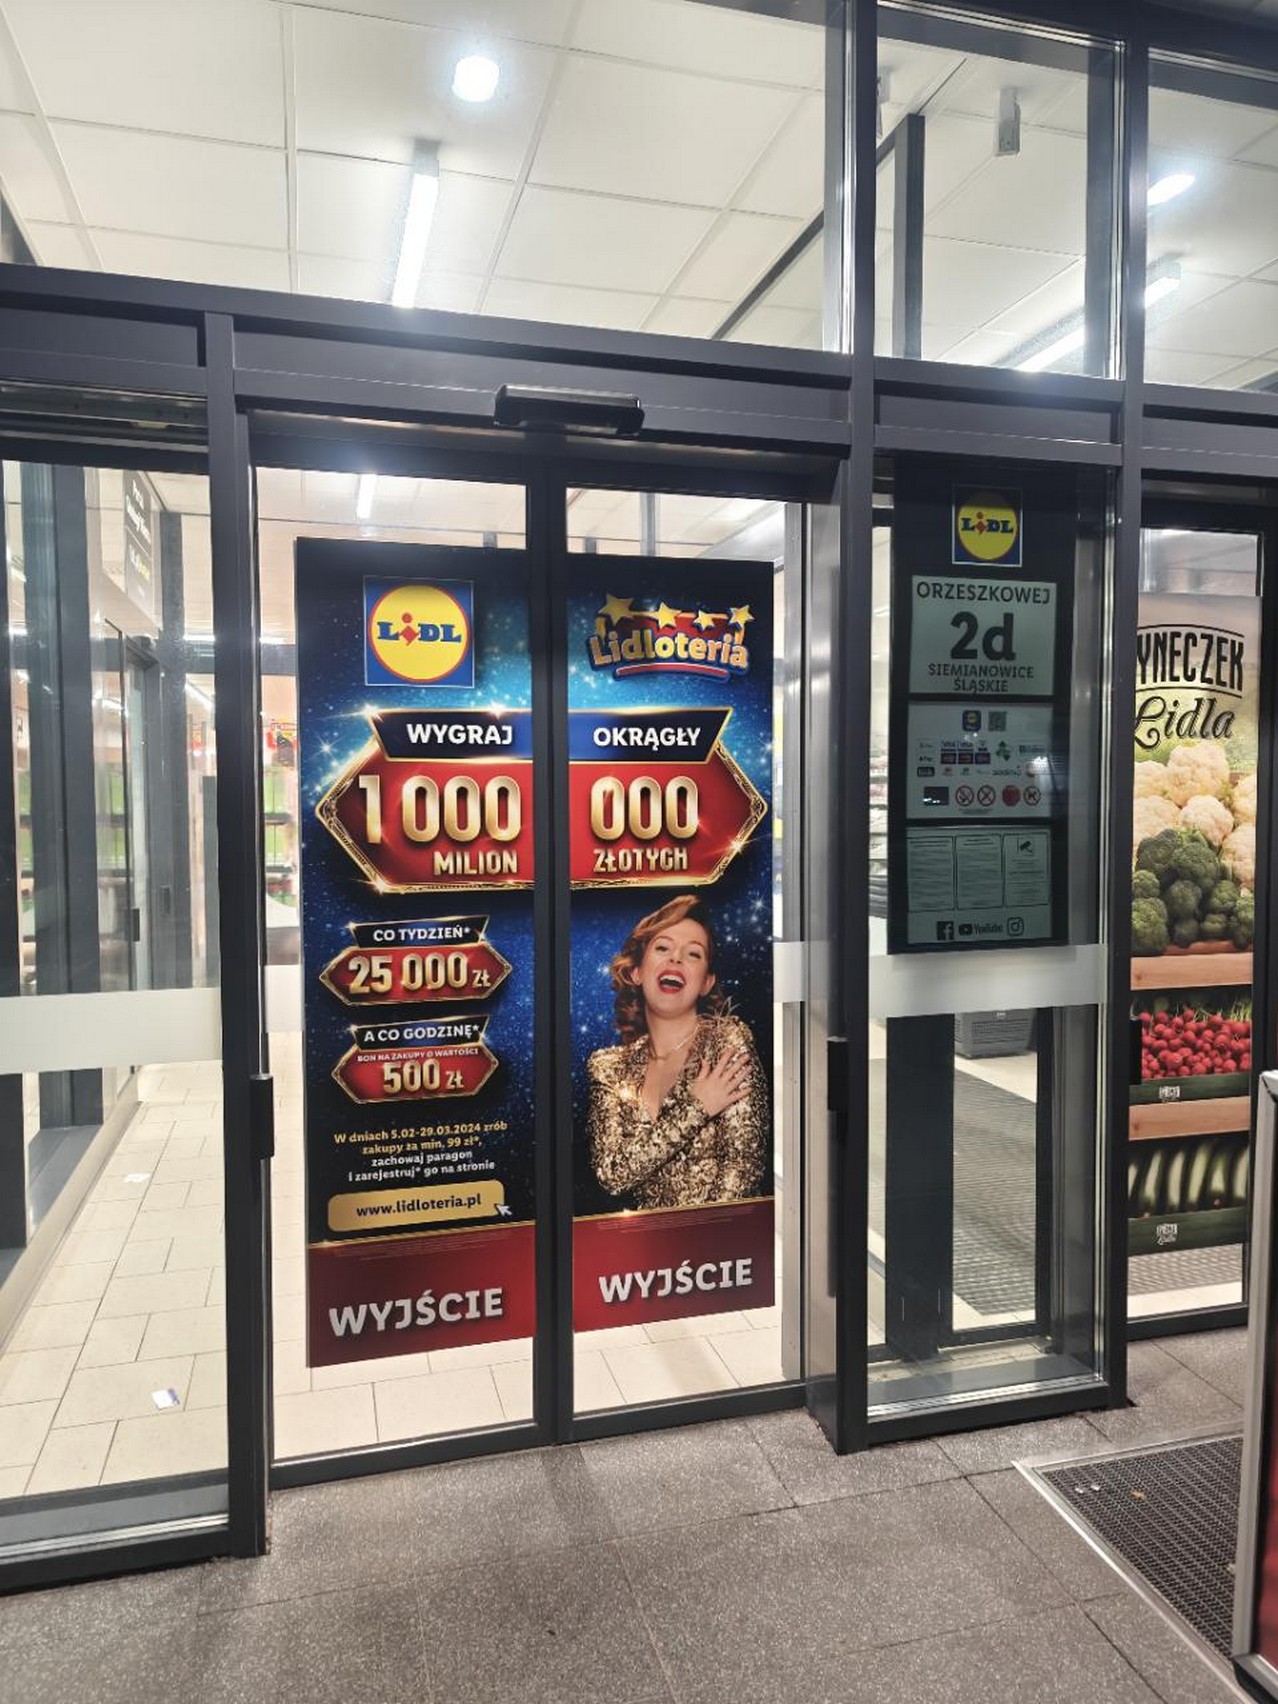 LIDL
Lidloteria
WYGRAJ OKRĄGŁY
1 000 000
MILION ZŁOTYCH
CO TYDZIEŃ*
25 000 ZŁ
A CO GODZINĘ*
BON NA ZAKUPY O WARTOŚCI
500 ZŁ
W dniach 5.02-29.03.2024 zrób
zakupy za min. 99 zł*,
zachowaj paragon
i zarejestruj* go na stronie
www.lidloteria.pl
WYJŚCIE
WYJŚCIE
LIDL
ORZESZKOWEJ
2d
SIEMIANOWICE
ŚLĄSKIE
YouTube
YNECZEK
Lidla